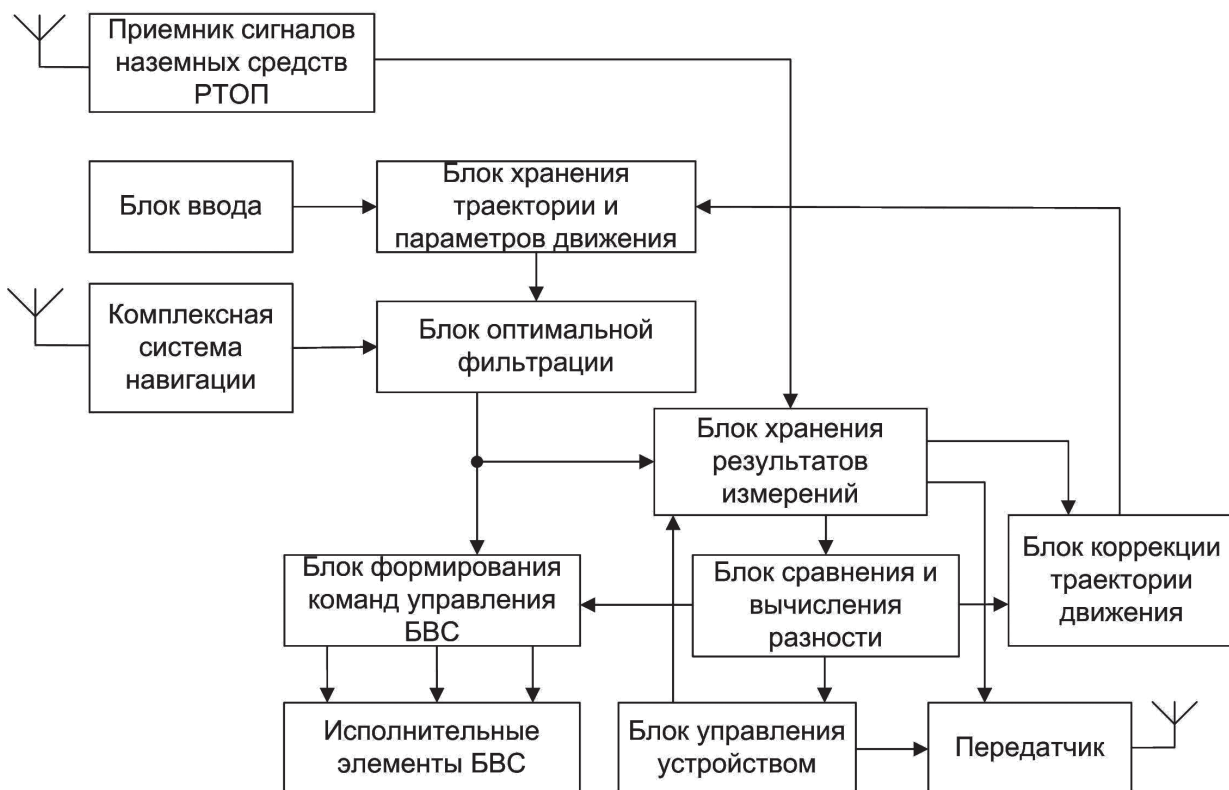 Приемник сигналов
наземных средств
РТОП
Блок ввода
Блок хранения
траектории и
параметров движения
Комплексная
система
навигации
Блок оптимальной
фильтрации
Блок хранения
результатов
измерений
Блок формирования
команд управления
БВС
Блок сравнения и
вычисления
разности
Блок коррекции
траектории
движения
Исполнительные
элементы БВС
Блок управления
устройством
Передатчик